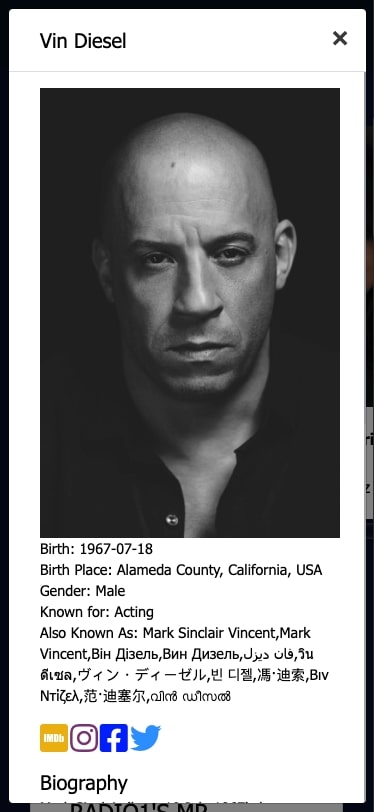 Vin Diesel
Birth: 1967-07-18
Birth Place: Alameda County, California, USA
Gender: Male
Known for: Acting
Also Known As: Mark Sinclair Vincent,Mark
Vincent,Він Дізель,Вин Дизель,فان ديزل,วิน
ดีเซล,ヴィン・ディーゼル,빈 디젤,馮·迪索,Βιν
Ντίζελ,范·迪塞尔,വിൻ ഡീസൽ
IMDb
Biography
RADIO1'S MR